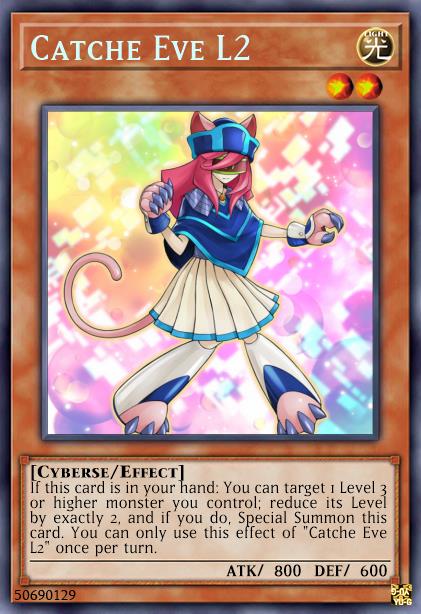 CATCHE EVE L2
LIGHT
光
[CYBERSE/EFFECT]
If this card is in your hand: You can target 1 Level 3
or higher monster you control; reduce its Level
by exactly 2, and if you do, Special Summon this
card. You can only use this effect of "Catche Eve
L2" once per turn.
ATK/ 800 DEF/ 600
50690129